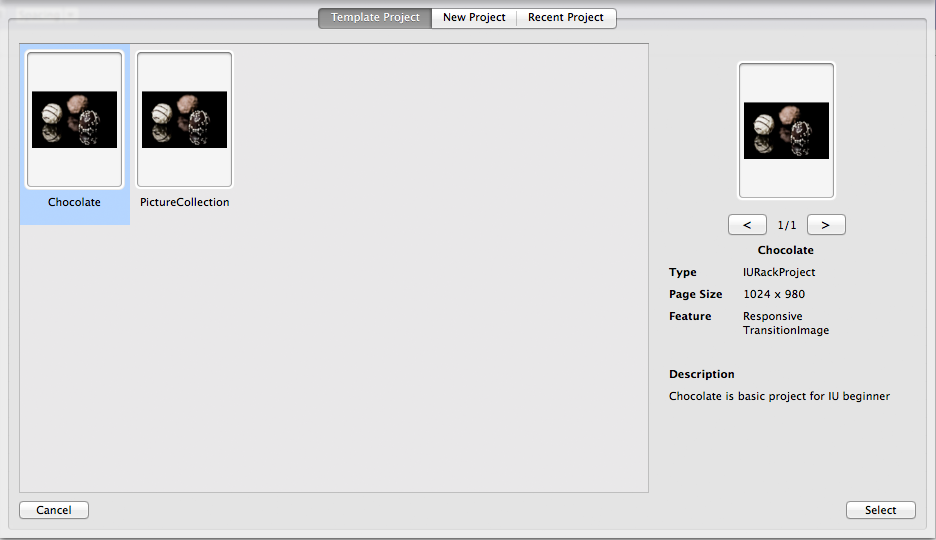 Template Project
New Project
Recent Project
Chocolate
PictureCollection
<
1/1
>
Chocolate
Type IURackProject
Page Size 1024 x 980
Feature Responsive
TransitionImage
Description
Chocolate is basic project for IU beginner
Cancel
Select